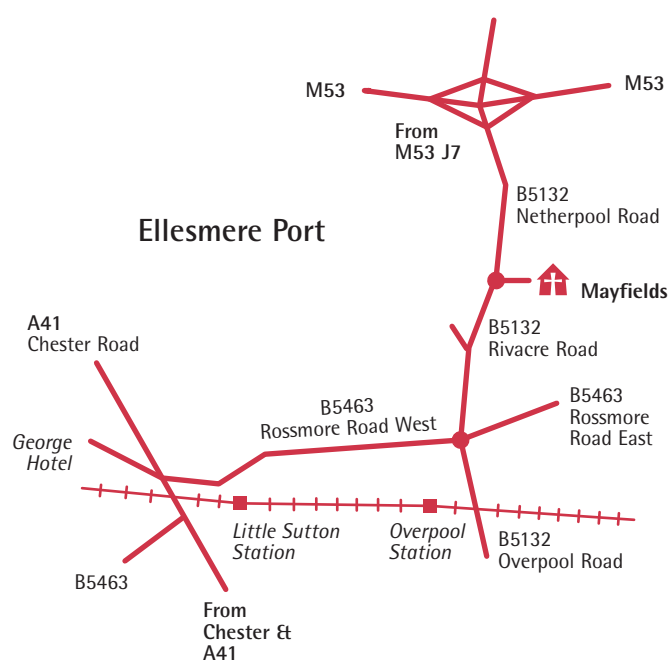 M53
M53
From
M53 J7
B5132
Netherpool Road
Ellesmere Port
Mayfields
A41
Chester Road
B5132
Rivacre Road
B5463
Rossmore Road West
B5463
Rossmore
Road East
George
Hotel
Little Sutton
Station
Overpool
Station
B5132
Overpool Road
B5463
From
Chester &
A41